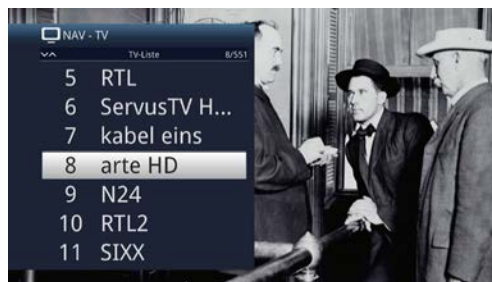 NAV - TV
TV-Liste 8/551
5 RTL
6 ServusTV H...
7 kabel eins
8 arte HD
9 N24
10 RTL2
11 SIXX